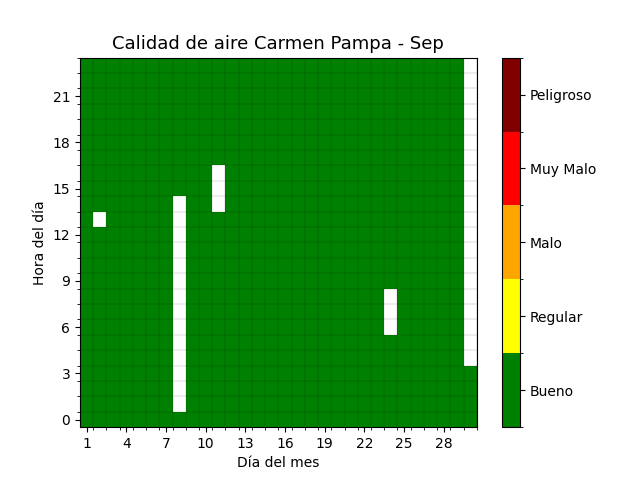 Calidad de aire Carmen Pampa - Sep
Hora del día
21
18
15
12
9
6
3
0
1 4 7 10 13 16 19 22 25 28
Día del mes
Peligroso
Muy Malo
Malo
Regular
Bueno